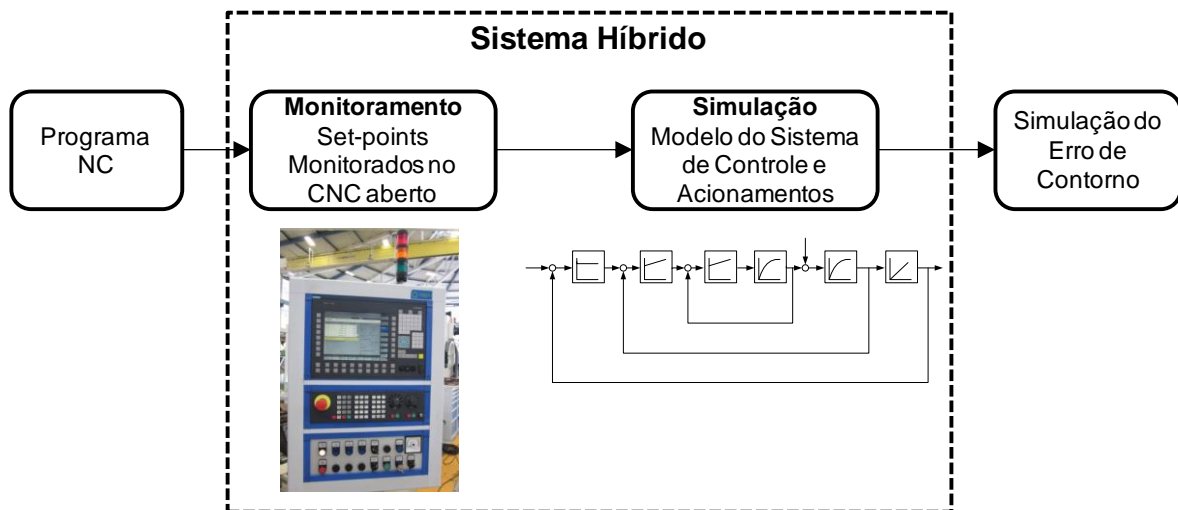 Sistema Híbrido
Programa
NC
Monitoramento
Set-points
Monitorados no
CNC aberto
Simulação
Modelo do Sistema
de Controle e
Acionamentos
Simulação do
Erro de
Contorno